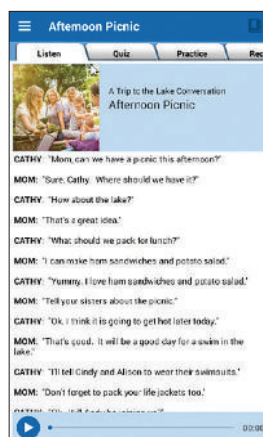 Afternoon Picnic
Listen
Quiz
Practice
Rec
A Trip to the Lake Conversation
Afternoon Picnic
CATHY: "Mom, can we have a picnic this afternoon?"
MOM: "Sure, Cathy. Where should we have it?"
CATHY: "How about the lake?"
MOM: "That's a great idea."
CATHY: "What should we pack for lunch?"
MOM: "I can make ham sandwiches and potato salad."
CATHY: "Yummy. I love ham sandwiches and potato salad."
MOM: "Tell your sisters about the picnic."
CATHY: "Ok. I think it is going to get hot later today."
MOM: "That's good. It will be a good day for a swim in the
lake."
CATHY: "I'll tell Cindy and Alison to wear their swimsuits."
MOM: "Don't forget to pack your life jackets too."
CATHY:
00:00